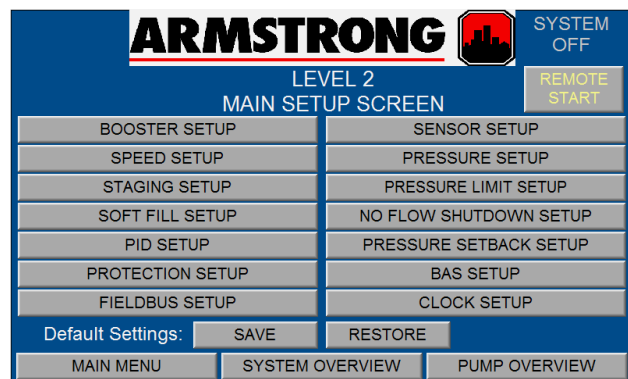 ARMSTRONG
SYSTEM
OFF
LEVEL 2
MAIN SETUP SCREEN
REMOTE
START
BOOSTER SETUP
SENSOR SETUP
SPEED SETUP
PRESSURE SETUP
STAGING SETUP
PRESSURE LIMIT SETUP
SOFT FILL SETUP
NO FLOW SHUTDOWN SETUP
PID SETUP
PRESSURE SETBACK SETUP
PROTECTION SETUP
BAS SETUP
FIELDBUS SETUP
CLOCK SETUP
Default Settings: SAVE RESTORE
MAIN MENU SYSTEM OVERVIEW PUMP OVERVIEW